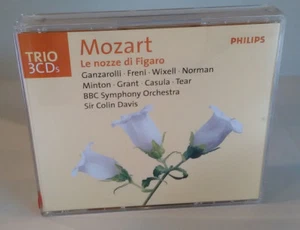 TRIO
3CDs
Mozart
PHILIPS
Le nozze di Figaro
Ganzarolli · Freni · Wixell · Norman
Minton · Grant · Casula · Tear
BBC Symphony Orchestra
Sir Colin Davis